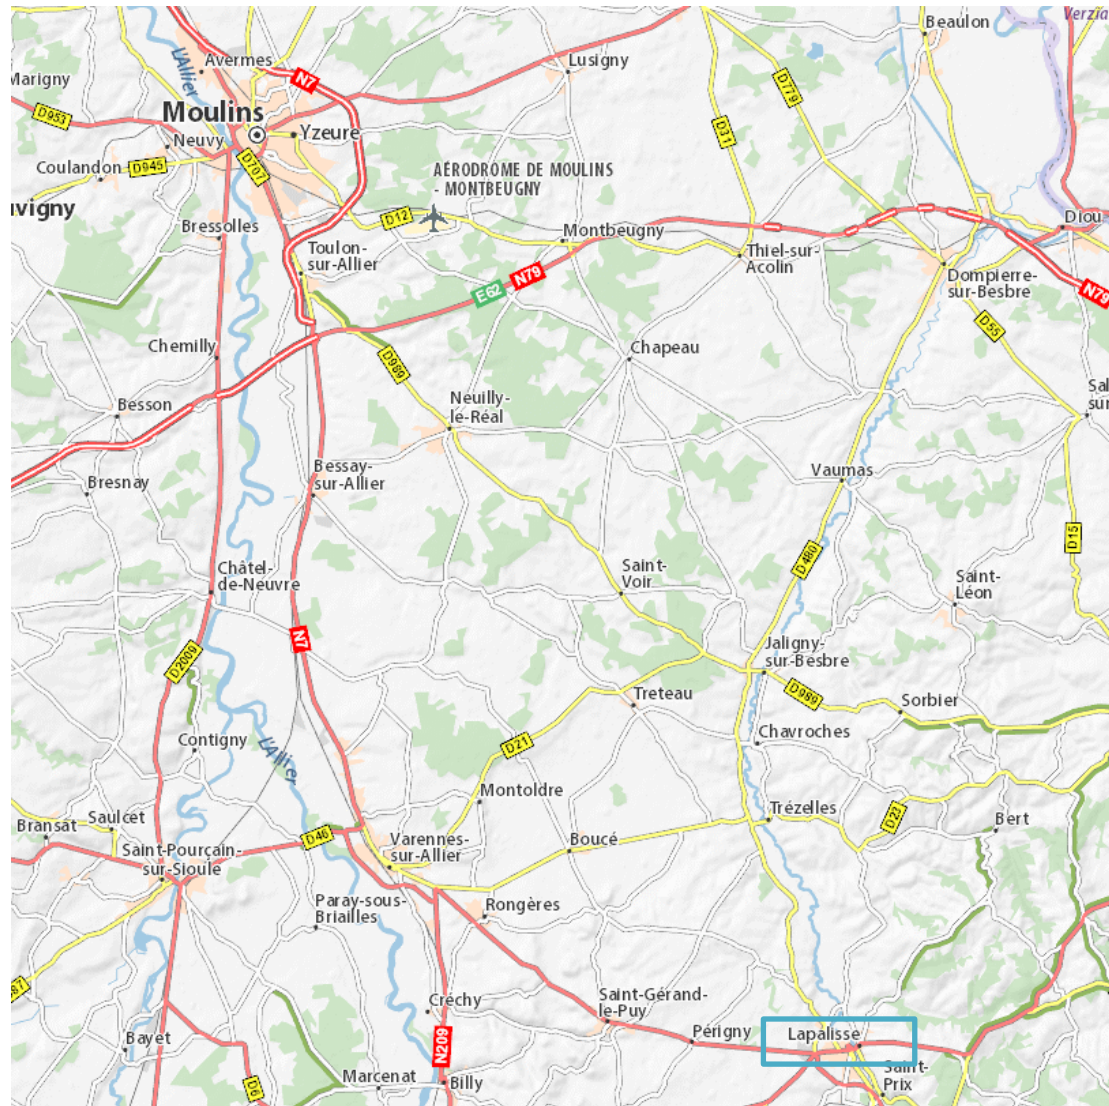 Verzia
Beaulon
L'Allier
Avermes
Lusigny
Marigny
N7
D779
D953
Moulins
D31
Yzeure
Neuvy
Coulandon
D945
D707
AÉRODROME DE MOULINS
- MONTBEUGNY
uvigny
D12
Bressolles
Diou
Montbeugny
Toulon-
sur-Allier
Thiel-sur-
Acolin
Dompierre-
sur-Besbre
E62
N79
N79
D55
Chemilly
Chapeau
D989
Sal
sur
Besson
Neuilly-
le-Réal
Bessay-
sur-Allier
Vaumas
Bresnay
D15
D480
Châtel-
de-Neuvre
Saint-
Voir
Saint-
Léon
N7
D2009
Jaligny-
sur-Besbre
D989
Treteau
Sorbier
Contigny
L'Allier
D21
Chavroches
Montoldre
Trézelles
D23
Bert
Saulcet
Bransat
D46
Varennes-
sur-Allier
Boucé
Saint-Pourçain-
sur-Sioule
Paray-sous-
Briailles
Rongères
87
Créchy
Saint-Gérand-
le-Puy
Périgny
Lapalisse
Bayet
N209
Marcenat
Billy
D6
Saint-
Prix